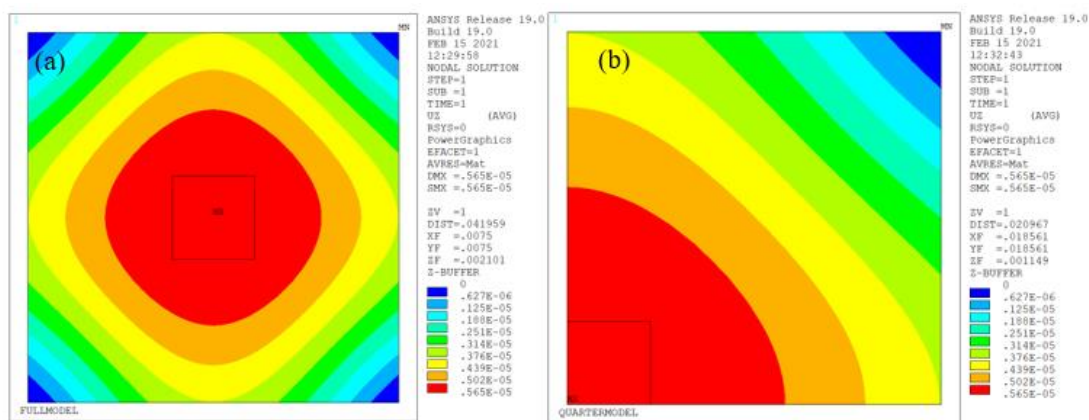 1
(a)
MN
MX
FULLMODEL
ANSYS Release 19.0
Build 19.0
FEB 15 2021
12:29:58
NODAL SOLUTION
STEP=1
SUB =1
TIME=1
UZ (AVG)
RSYS=0
PowerGraphics
EFACET=1
AVRES=Mat
DMX =.565E-05
SMX =.565E-05
ZV =1
DIST=.041959
XF =.0075
YF =.0075
ZF =.002101
Z-BUFFER
0
.627E-06
.125E-05
.188E-05
.251E-05
.314E-05
.376E-05
.439E-05
.502E-05
.565E-05
1
(b)
MN
QUARTERMODEL
ANSYS Release 19.0
Build 19.0
FEB 15 2021
12:32:43
NODAL SOLUTION
STEP=1
SUB =1
TIME=1
UZ (AVG)
RSYS=0
PowerGraphics
EFACET=1
AVRES=Mat
DMX =.565E-05
SMX =.565E-05
ZV =1
DIST=.020967
XF =.018561
YF =.018561
ZF =.001149
Z-BUFFER
0
.627E-06
.125E-05
.188E-05
.251E-05
.314E-05
.376E-05
.439E-05
.502E-05
.565E-05